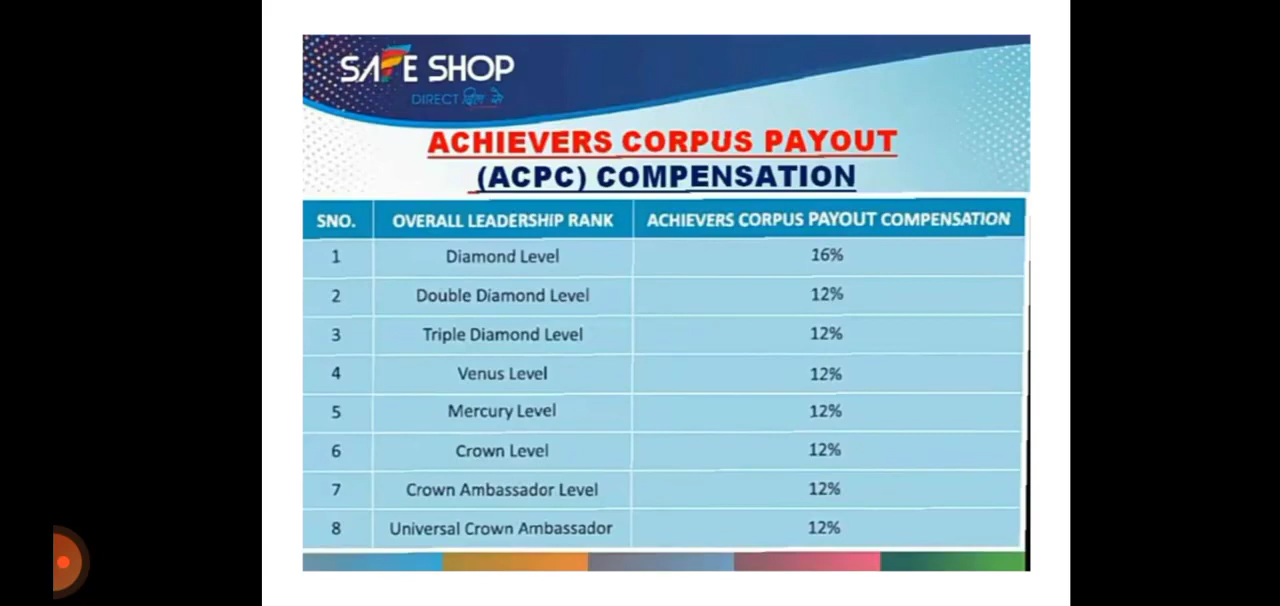 SAFE SHOP
DIRECT दिल से
ACHIEVERS CORPUS PAYOUT
(ACPC) COMPENSATION
SNO. OVERALL LEADERSHIP RANK ACHIEVERS CORPUS PAYOUT COMPENSATION
1 Diamond Level 16%
2 Double Diamond Level 12%
3 Triple Diamond Level 12%
4 Venus Level 12%
5 Mercury Level 12%
6 Crown Level 12%
7 Crown Ambassador Level 12%
8 Universal Crown Ambassador 12%